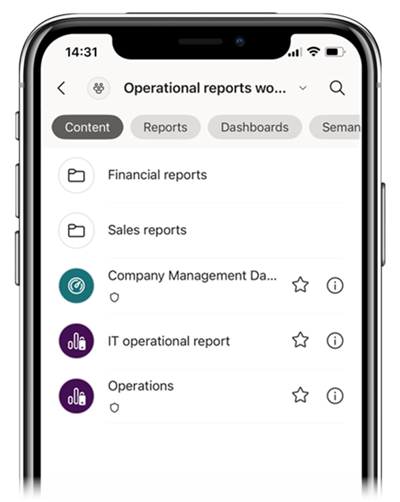 14:31
Operational reports wo...
Content
Reports
Dashboards
Seman
Financial reports
Sales reports
Company Management Da...
IT operational report
Operations